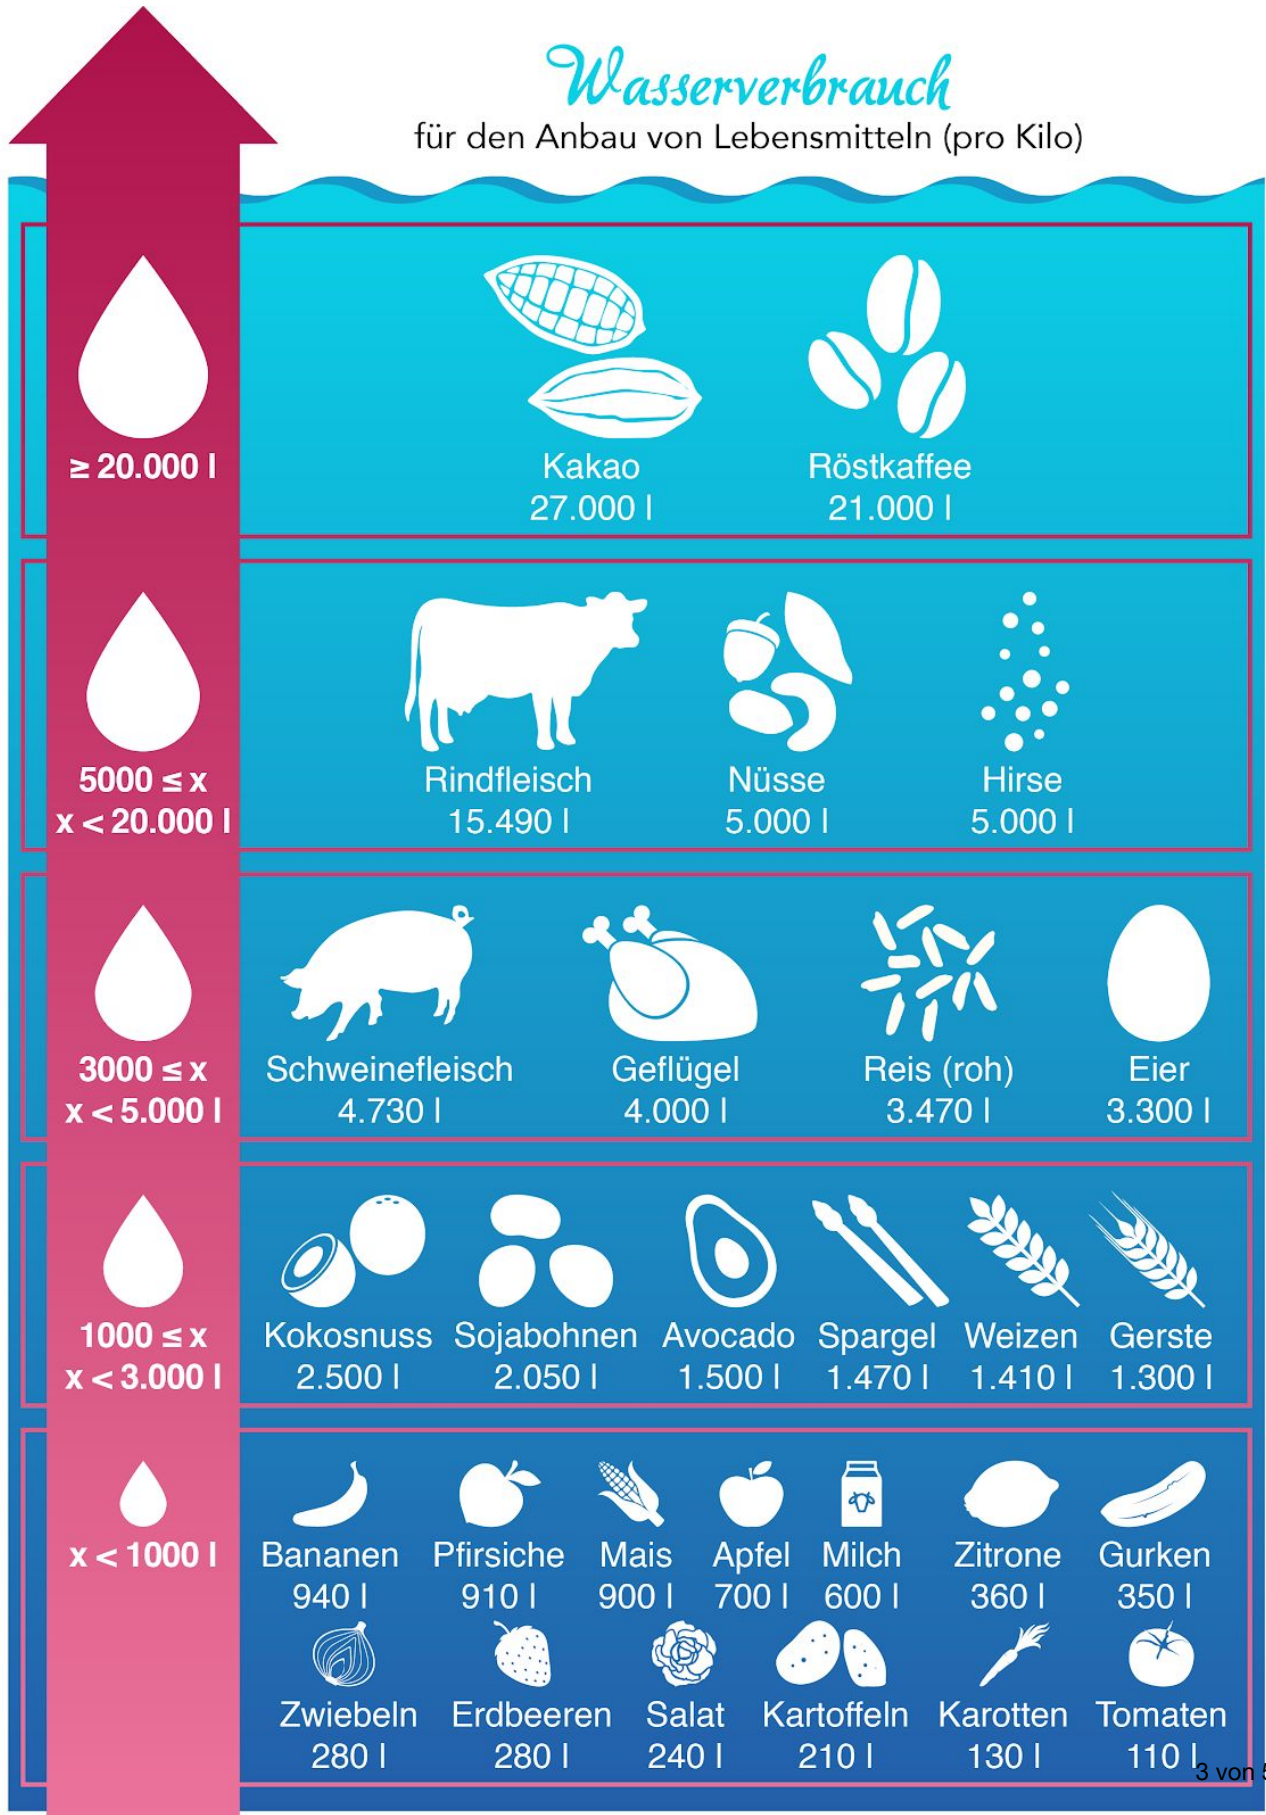 Wasserverbrauch
für den Anbau von Lebensmitteln (pro Kilo)
≥ 20.000 l
Kakao
27.000 l
Röstkaffee
21.000 l
5000 ≤ x
x < 20.000 l
Rindfleisch
15.490 l
Nüsse
5.000 l
Hirse
5.000 l
3000 ≤ x
x < 5.000 l
Schweinefleisch
4.730 l
Geflügel
4.000 l
Reis (roh)
3.470 l
Eier
3.300 l
1000 ≤ x
x < 3.000 l
Kokosnuss
2.500 l
Sojabohnen
2.050 l
Avocado
1.500 l
Spargel
1.470 l
Weizen
1.410 l
Gerste
1.300 l
x < 1000 l
Bananen
940 l
Pfirsiche
910 l
Mais
900 l
Apfel
700 l
Milch
600 l
Zitrone
360 l
Gurken
350 l
Zwiebeln
280 l
Erdbeeren
280 l
Salat
240 l
Kartoffeln
210 l
Karotten
130 l
Tomaten
110 l
3 von